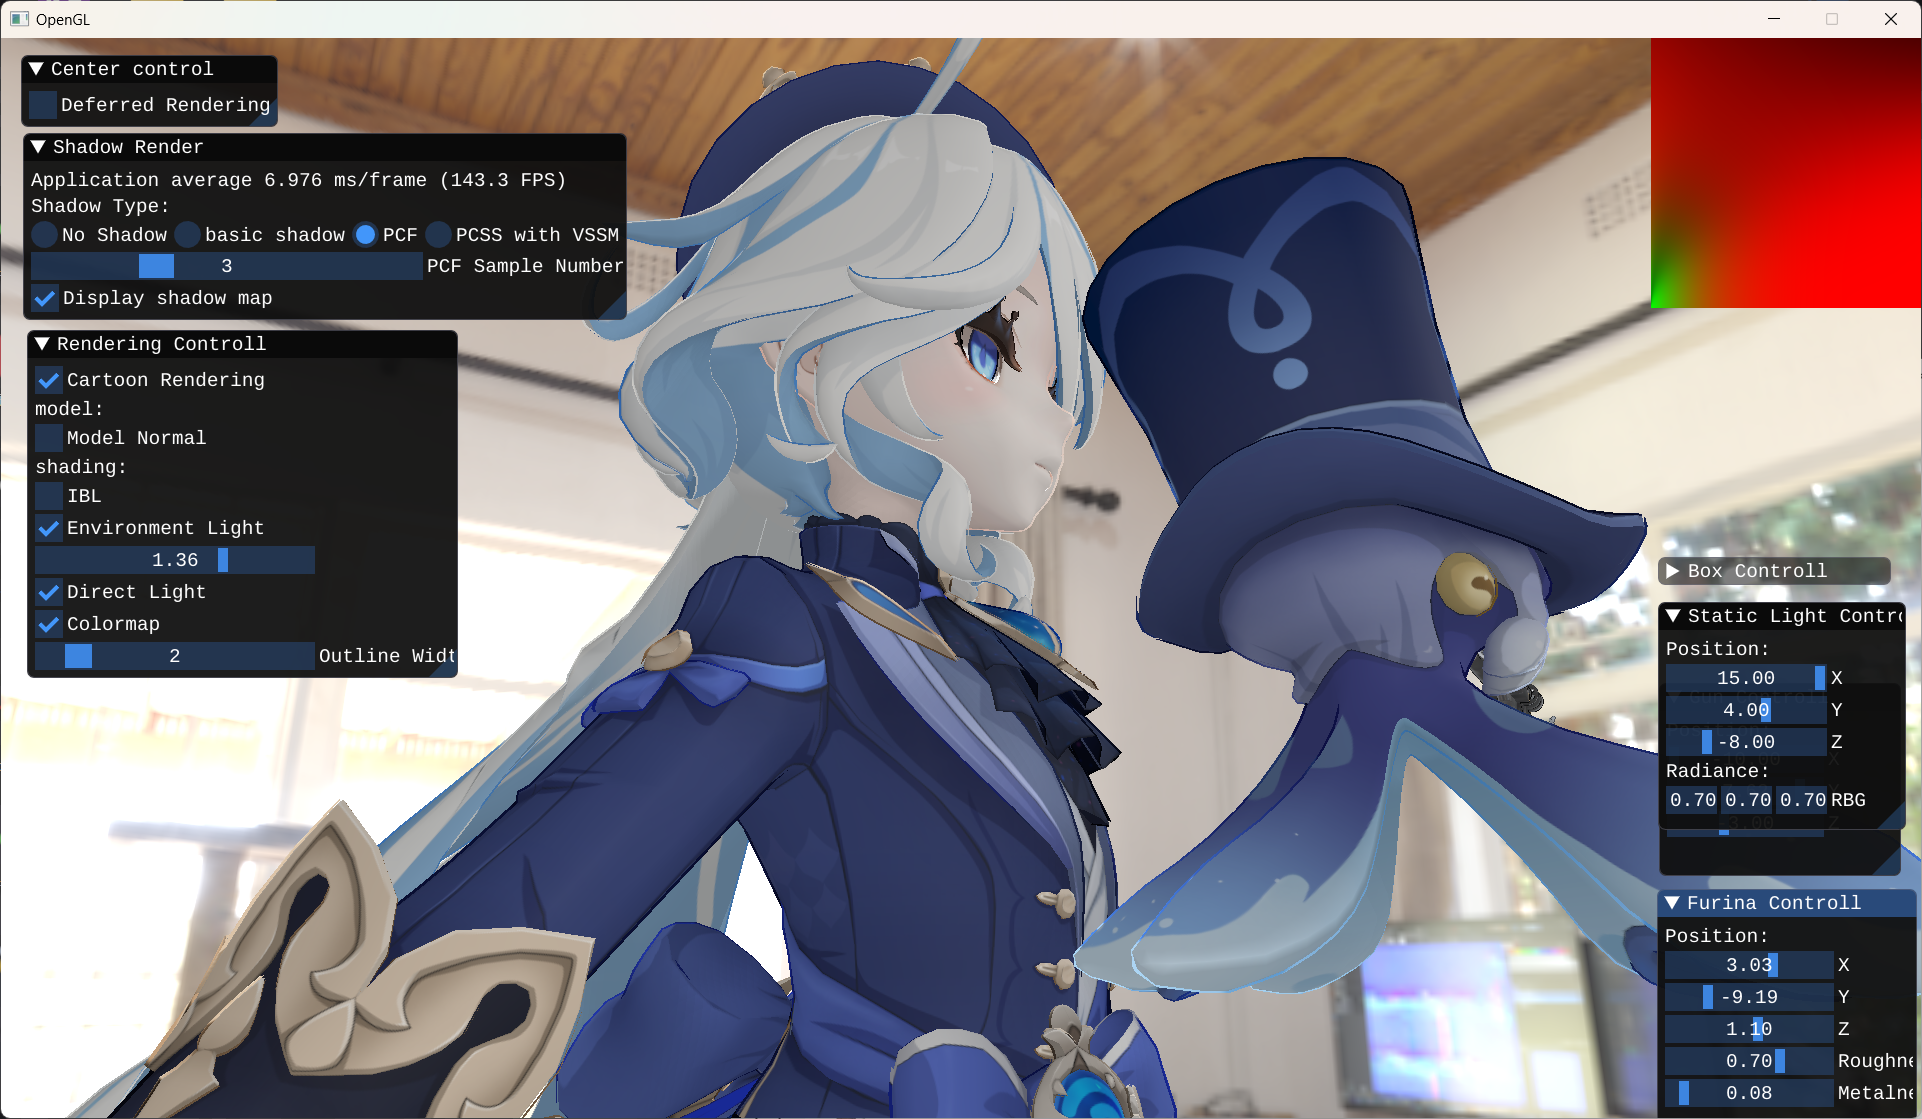 OpenGL
Center control
Deferred Rendering
Shadow Render
Application average 6.976 ms/frame (143.3 FPS)
Shadow Type:
No Shadow basic shadow PCF PCSS with VSSM
3 PCF Sample Number
Display shadow map
Rendering Controll
Cartoon Rendering
model:
Model Normal
shading:
IBL
Environment Light
1.36
Direct Light
Colormap
2 Outline Widt
Box Controll
Static Light Contro
Position:
15.00 X
4.00 Y
-8.00 Z
Radiance:
0.70 0.70 0.70 RBG
-3.00 Z
Furina Controll
Position:
3.03 X
-9.19 Y
1.10 Z
0.70 Roughne
0.08 Metalne